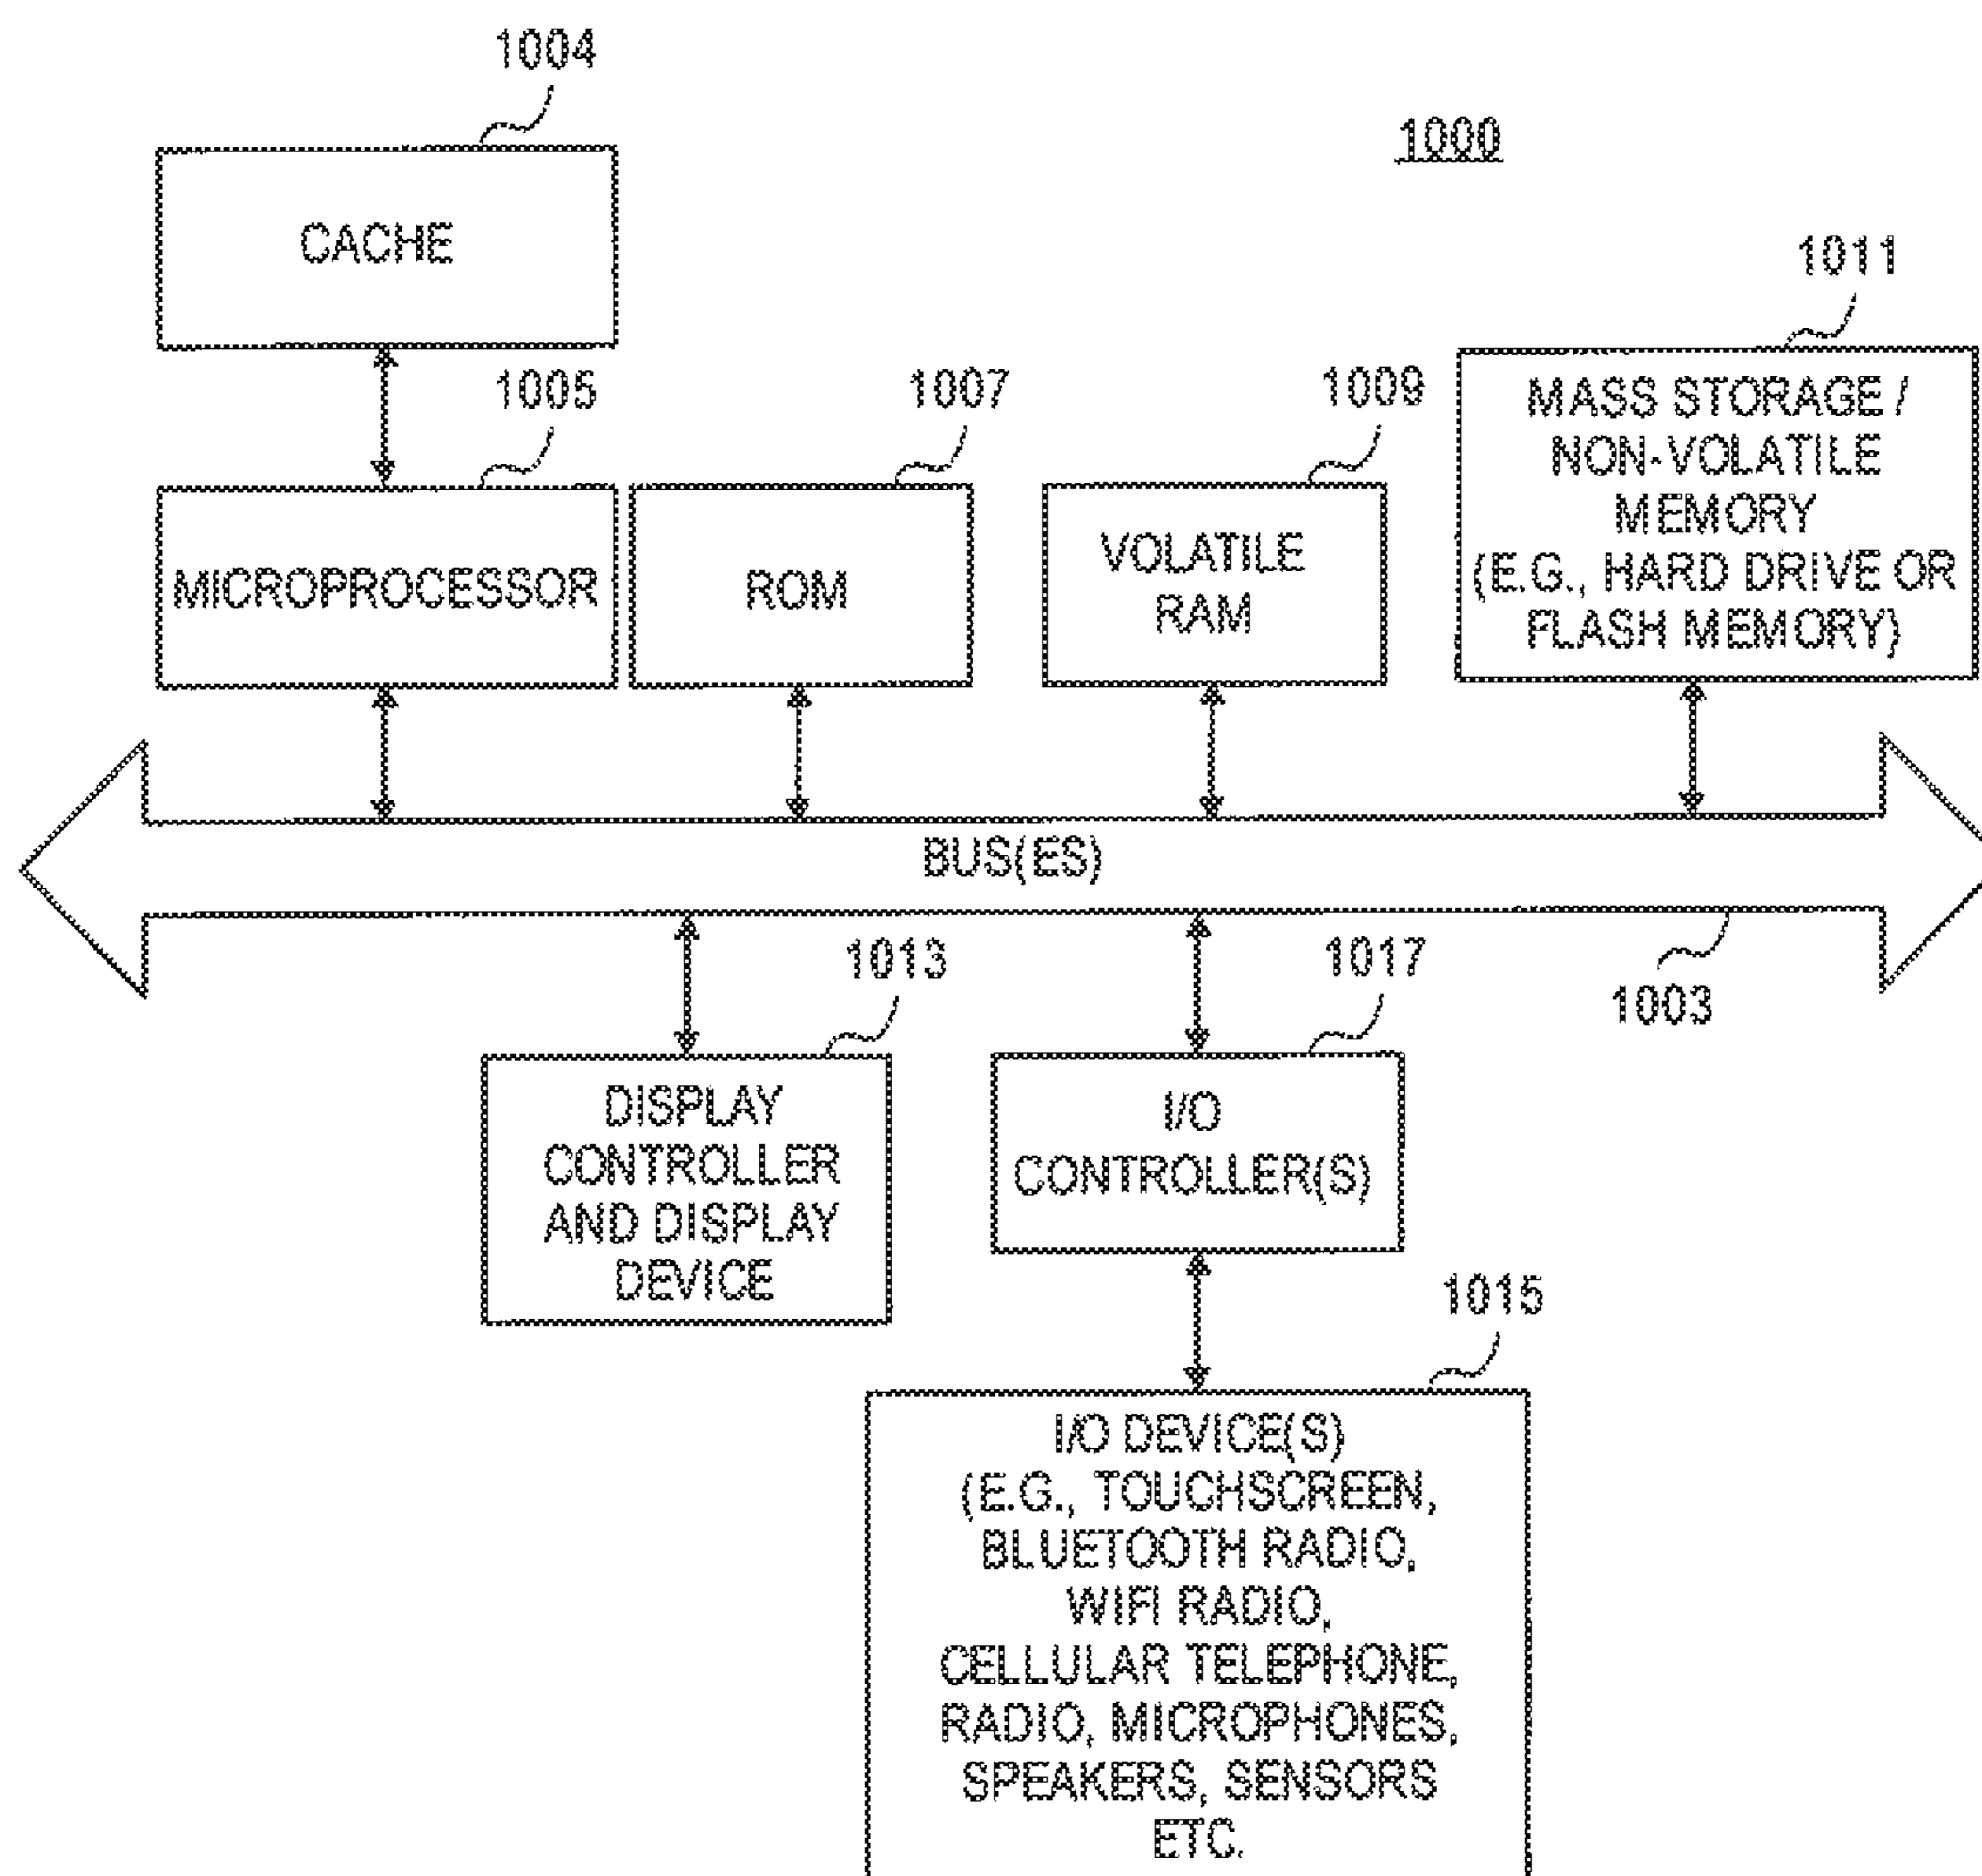 1004
1000
CACHE
1011
1005
1007
1009
MASS STORAGE /
NON-VOLATILE
MEMORY
(E.G., HARD DRIVE OR
FLASH MEMORY)
MICROPROCESSOR
ROM
VOLATILE
RAM
BUS(ES)
1013
1017
1003
DISPLAY
CONTROLLER
AND DISPLAY
DEVICE
I/O
CONTROLLER(S)
1015
I/O DEVICE(S)
(E.G., TOUCHSCREEN,
BLUETOOTH RADIO,
WIFI RADIO,
CELLULAR TELEPHONE,
RADIO, MICROPHONES,
SPEAKERS, SENSORS
ETC.